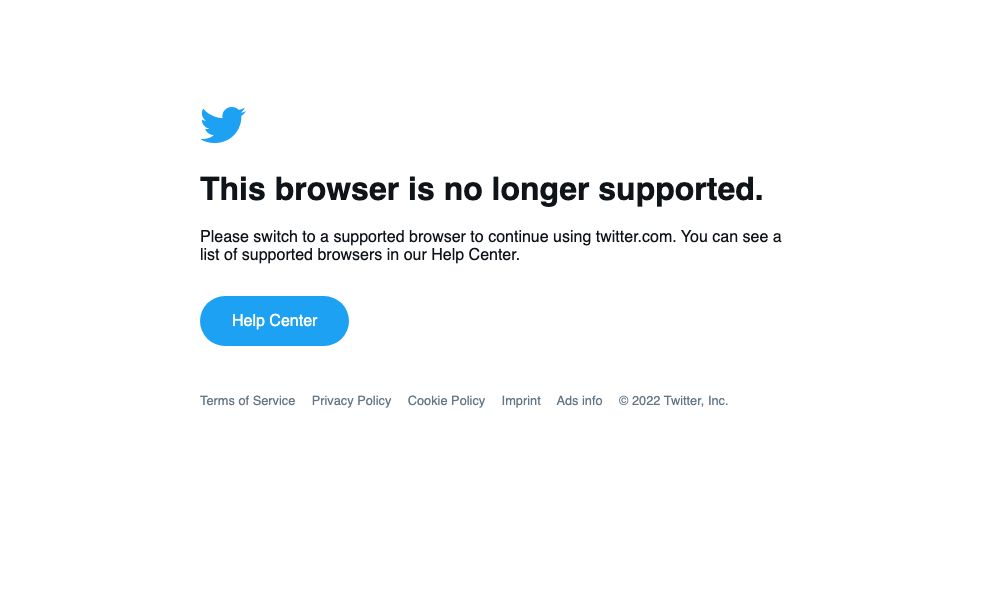 This browser is no longer supported.
Please switch to a supported browser to continue using twitter.com. You can see a
list of supported browsers in our Help Center.
Help Center
Terms of Service Privacy Policy Cookie Policy Imprint Ads info © 2022 Twitter, Inc.